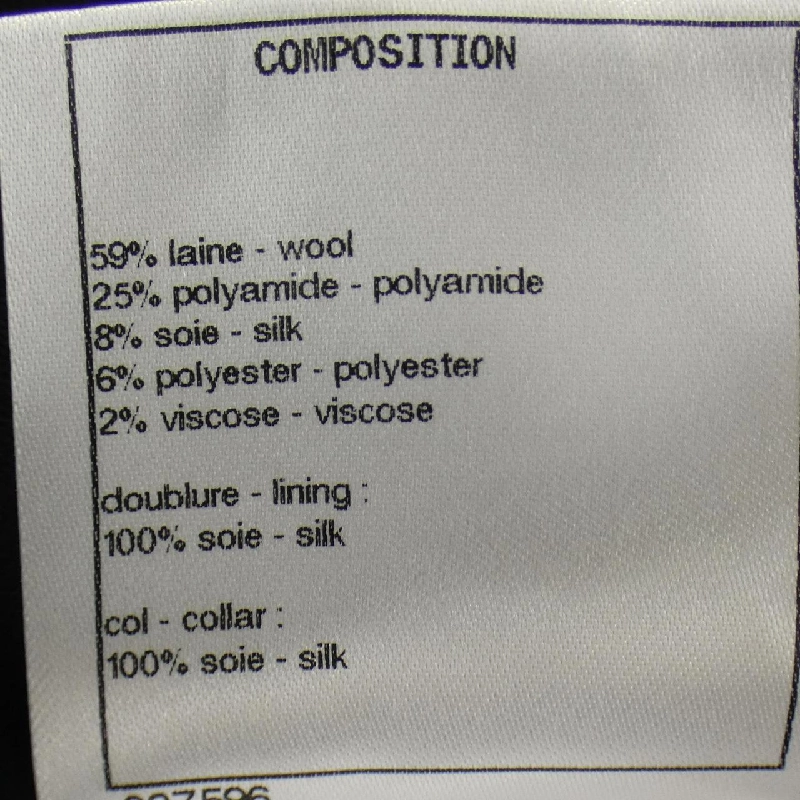 COMPOSITION
59% laine - wool
25% polyamide - polyamide
8% soie - silk
6% polyester - polyester
2% viscose - viscose
doublure - lining :
100% soie - silk
col - collar :
100% soie - silk